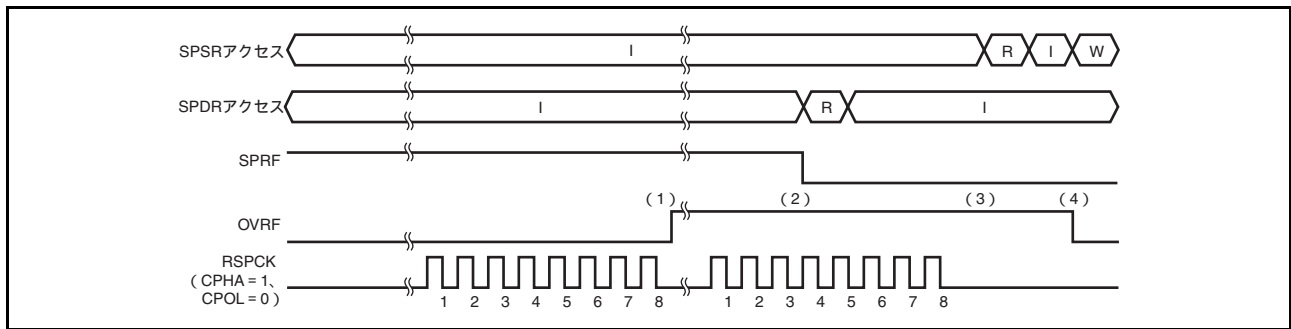 SPSRアクセス I R I W
SPDRアクセス I R I
SPRF
(1) (2) (3) (4)
OVRF
RSPCK
(CPHA = 1、
CPOL = 0)
1 2 3 4 5 6 7 8 1 2 3 4 5 6 7 8